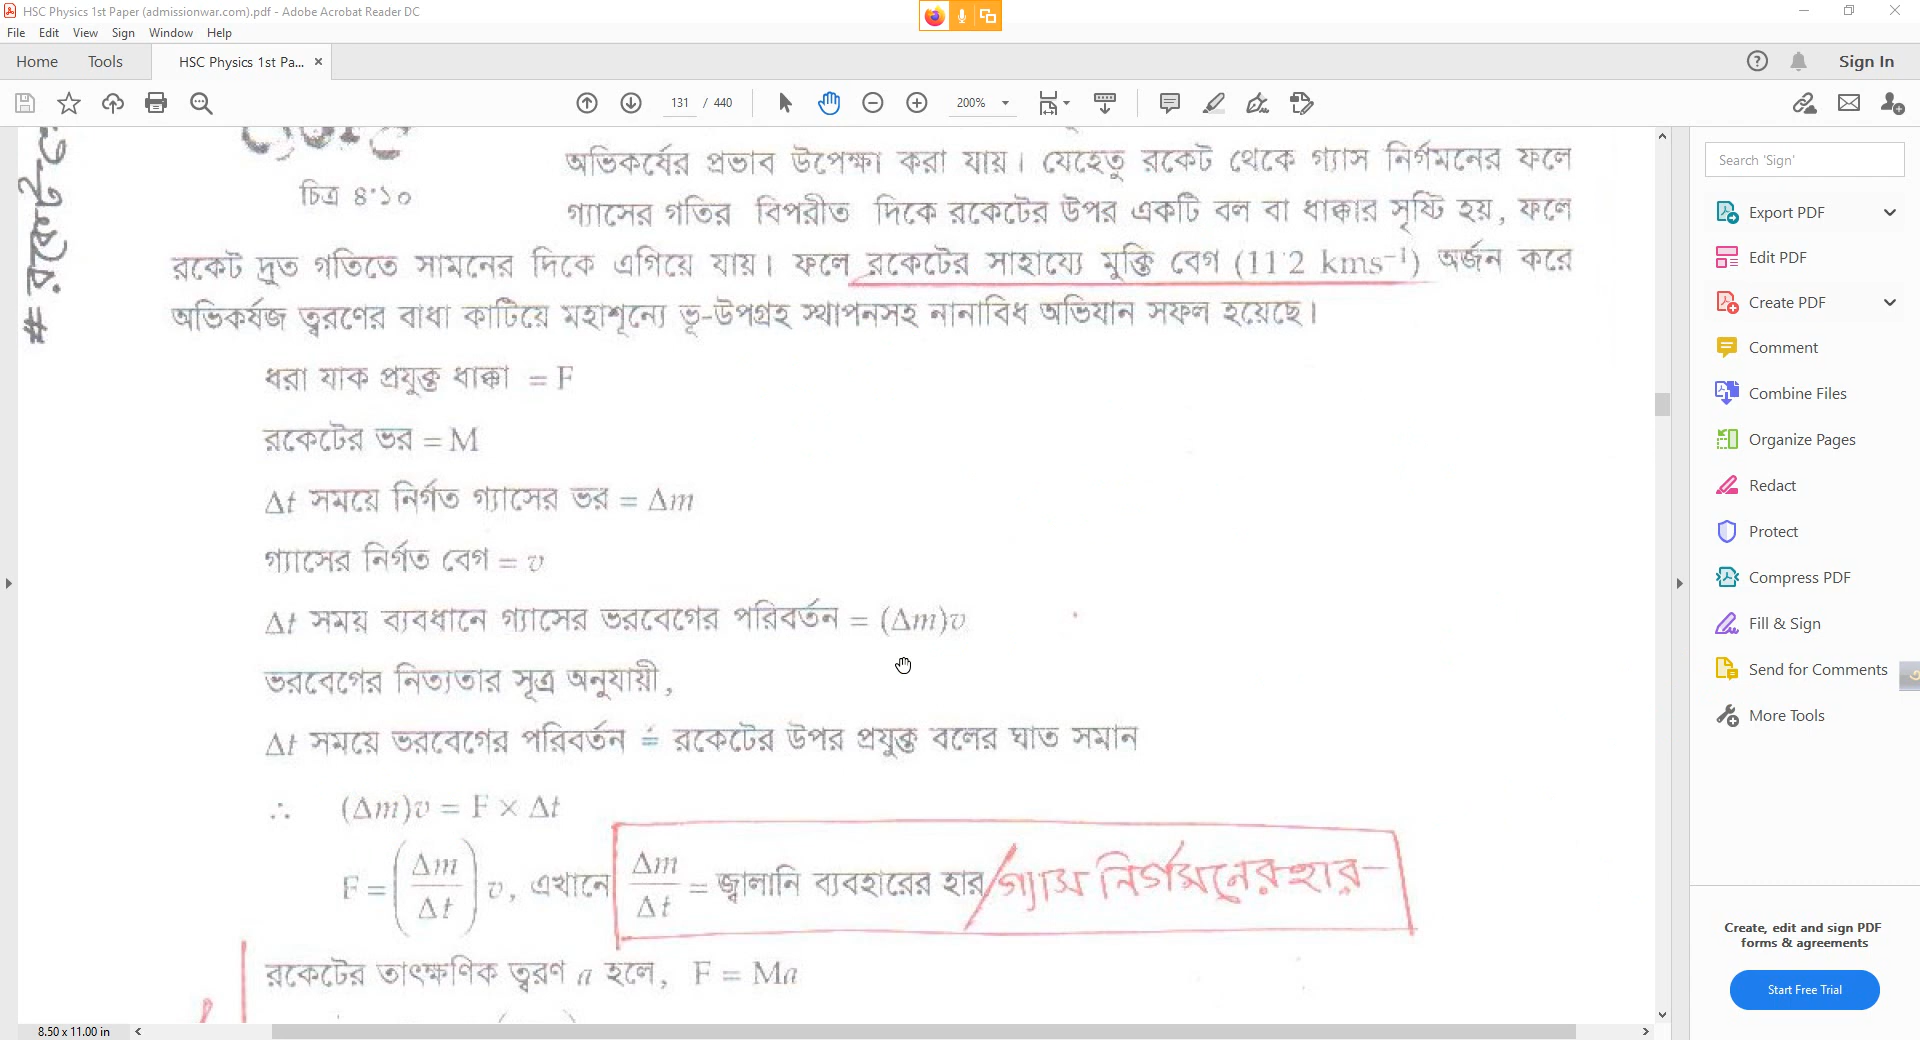 HSC Physics 1st Paper (admissionwar.com).pdf - Adobe Acrobat Reader DC
File Edit View Sign Window Help
Home Tools HSC Physics 1st Pa... ×
Sign In
131 / 440
200%
চিত্র ৪·১০
অভিকর্ষের প্রভাব উপেক্ষা করা যায়। যেহেতু রকেট থেকে গ্যাস নির্গমনের ফলে
গ্যাসের গতির বিপরীত দিকে রকেটের উপর একটি বল বা ধাক্কার সৃষ্টি হয়, ফলে
রকেট দ্রুত গতিতে সামনের দিকে এগিয়ে যায়। ফলে রকেটের সাহায্যে মুক্তি বেগ (11·2 kms⁻¹) অর্জন করে
অভিকর্ষজ ত্বরণের বাধা কাটিয়ে মহাশূন্যে ভূ-উপগ্রহ স্থাপনসহ নানাবিধ অভিযান সফল হয়েছে।
ধরা যাক প্রযুক্ত ধাক্কা = F
রকেটের ভর = M
Δt সময়ে নির্গত গ্যাসের ভর = Δm
গ্যাসের নির্গত বেগ = v
Δt সময় ব্যবধানে গ্যাসের ভরবেগের পরিবর্তন = (Δm)v
ভরবেগের নিত্যতার সূত্র অনুযায়ী,
Δt সময়ে ভরবেগের পরিবর্তন = রকেটের উপর প্রযুক্ত বলের ঘাত সমান
∴ (Δm)v = F × Δt
F = (Δm/Δt) v, এখানে Δm/Δt = জ্বালানি ব্যবহারের হার/গ্যাস নির্গমনের হার
রকেটের তাৎক্ষণিক ত্বরণ a হলে, F = Ma
8.50 x 11.00 in
Search 'Sign'
Export PDF
Edit PDF
Create PDF
Comment
Combine Files
Organize Pages
Redact
Protect
Compress PDF
Fill & Sign
Send for Comments
More Tools
Create, edit and sign PDF
forms & agreements
Start Free Trial